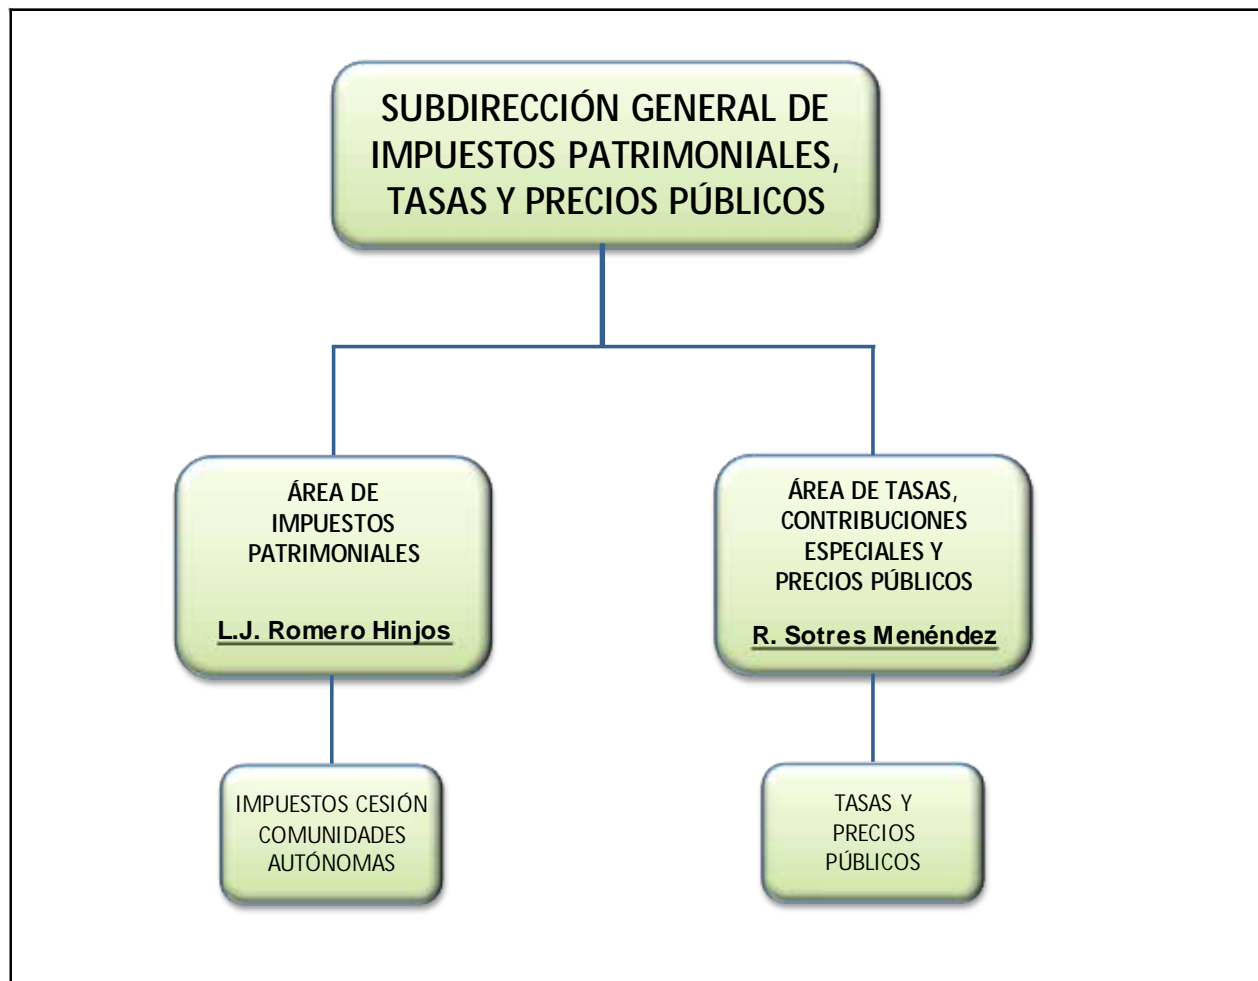 SUBDIRECCIÓN GENERAL DE
IMPUESTOS PATRIMONIALES,
TASAS Y PRECIOS PÚBLICOS
ÁREA DE
IMPUESTOS
PATRIMONIALES
L.J. Romero Hinjos
ÁREA DE TASAS,
CONTRIBUCIONES
ESPECIALES Y
PRECIOS PÚBLICOS
R. Sotres Menéndez
IMPUESTOS CESIÓN
COMUNIDADES
AUTÓNOMAS
TASAS Y
PRECIOS
PÚBLICOS